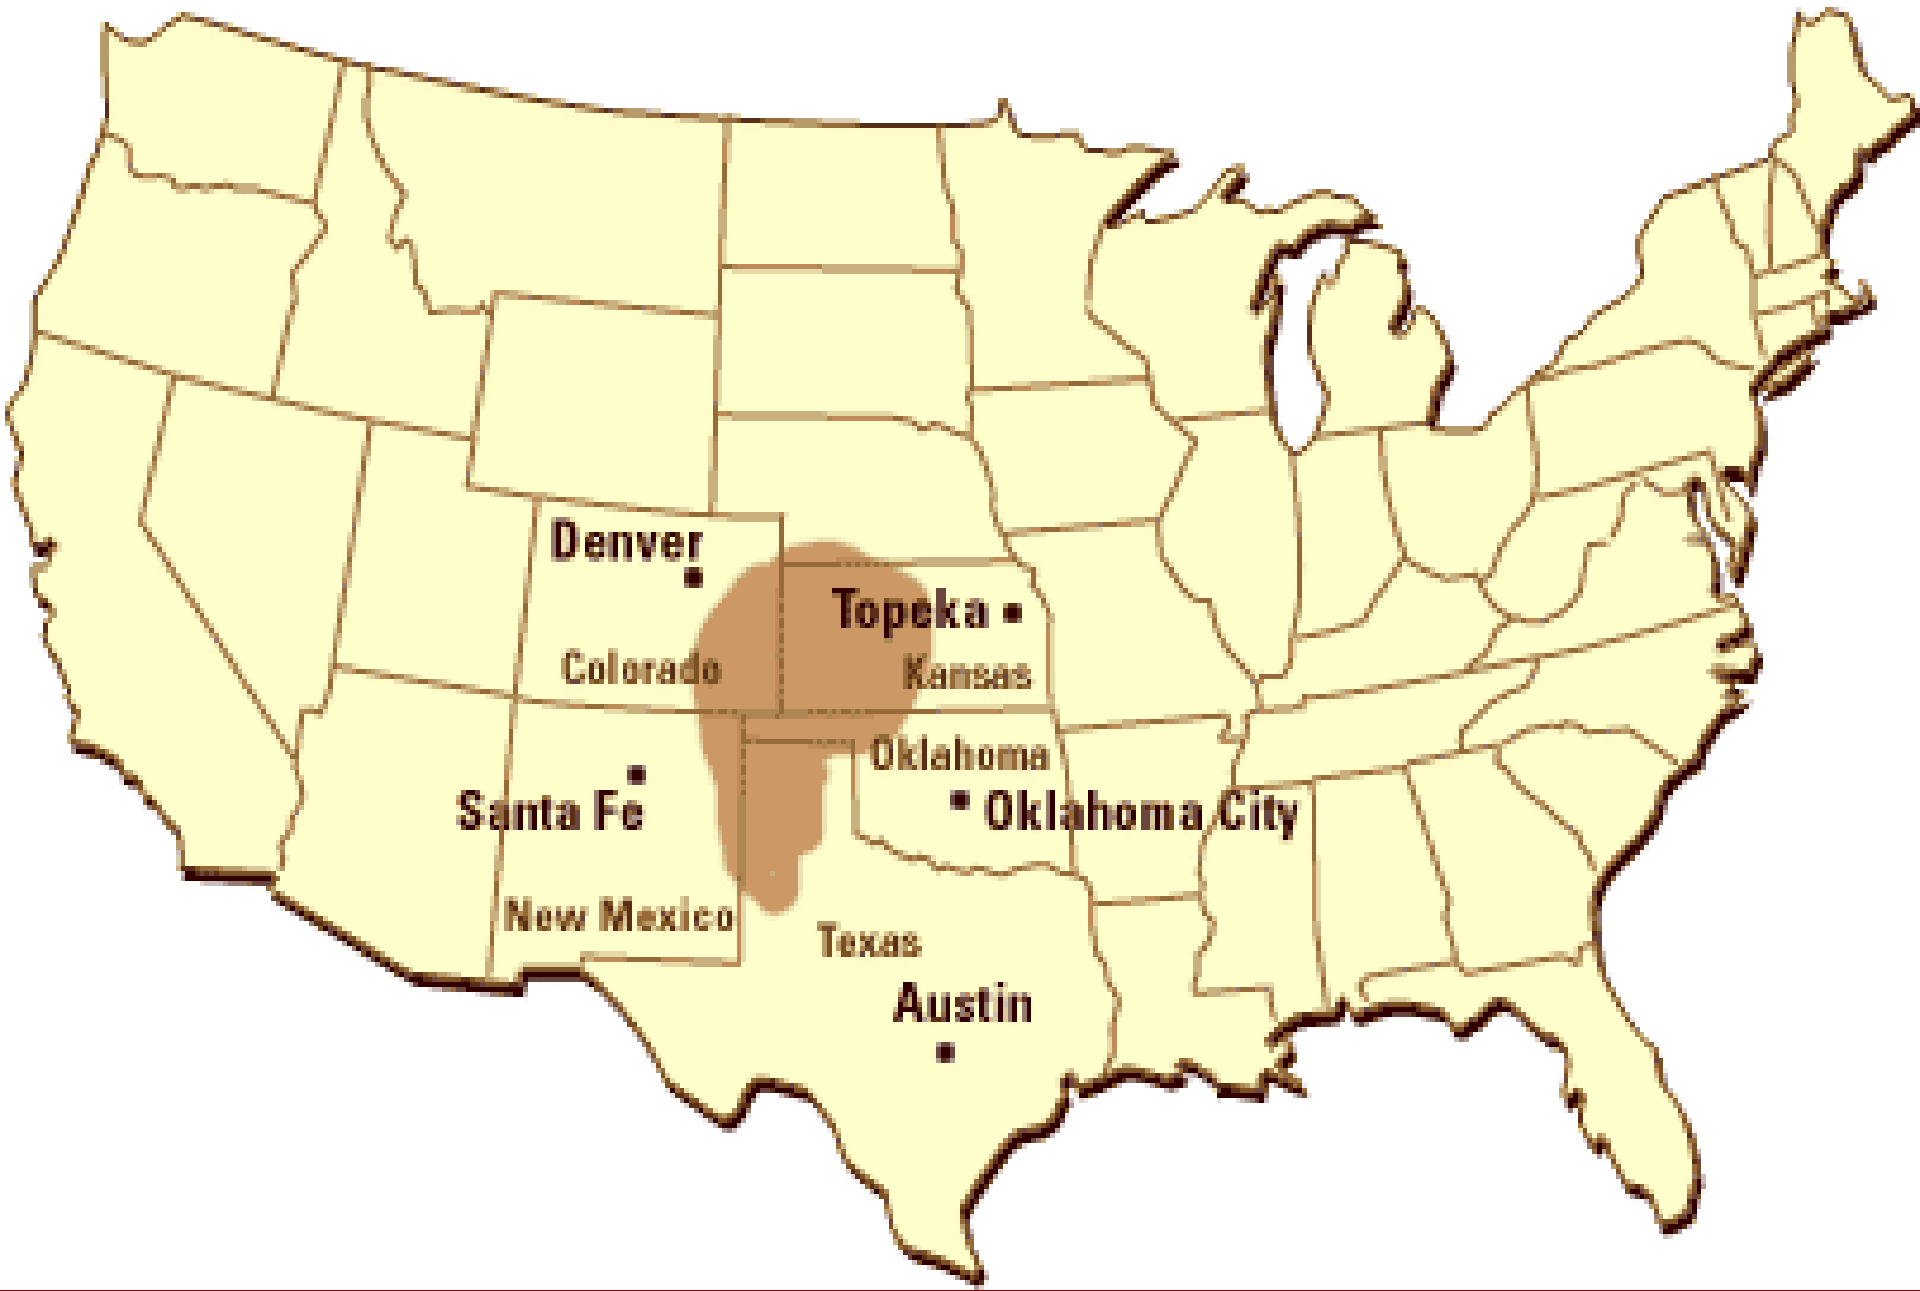 Denver
Topeka
Colorado
Kansas
Oklahoma
Santa Fe
Oklahoma City
New Mexico
Texas
Austin